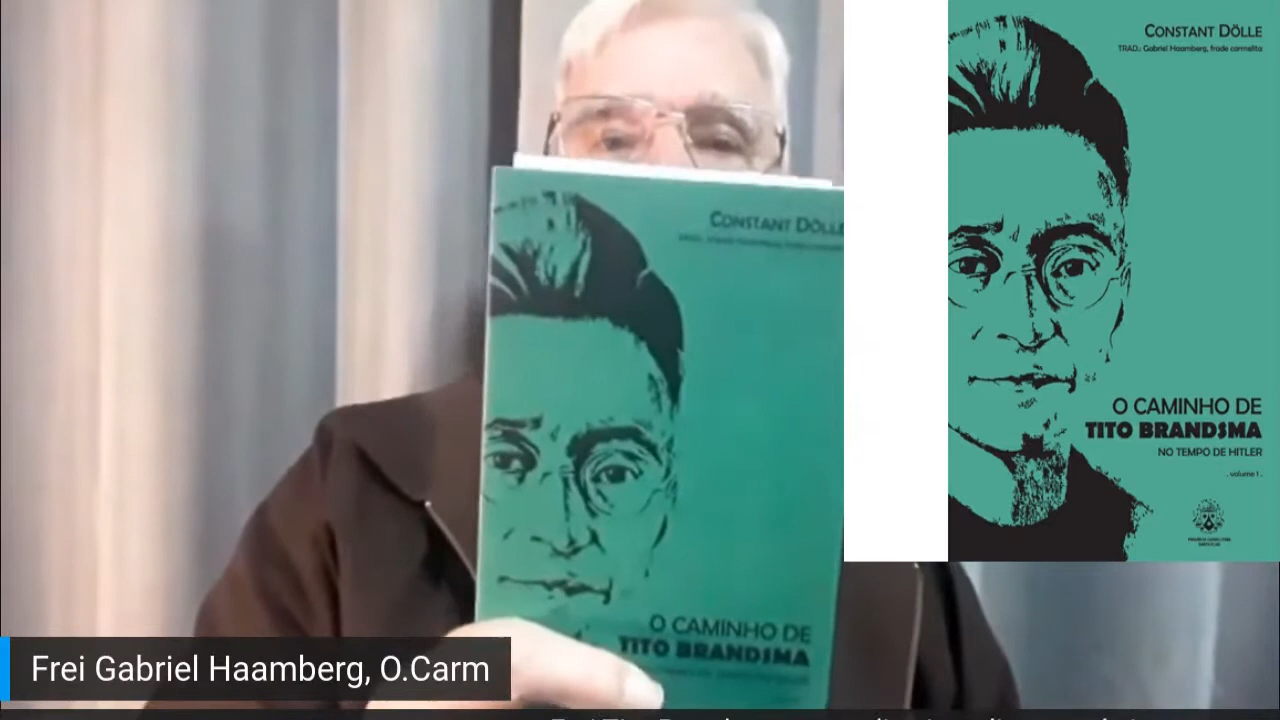 CONSTANT DÖLLE
O CAMINHO DE
TITO BRANDSMA
CONSTANT DÖLLE
TRAD.: Gabriel Haamberg, frade carmelita
O CAMINHO DE
TITO BRANDSMA
NO TEMPO DE HITLER
. volume 1 .
Frei Gabriel Haamberg, O.Carm